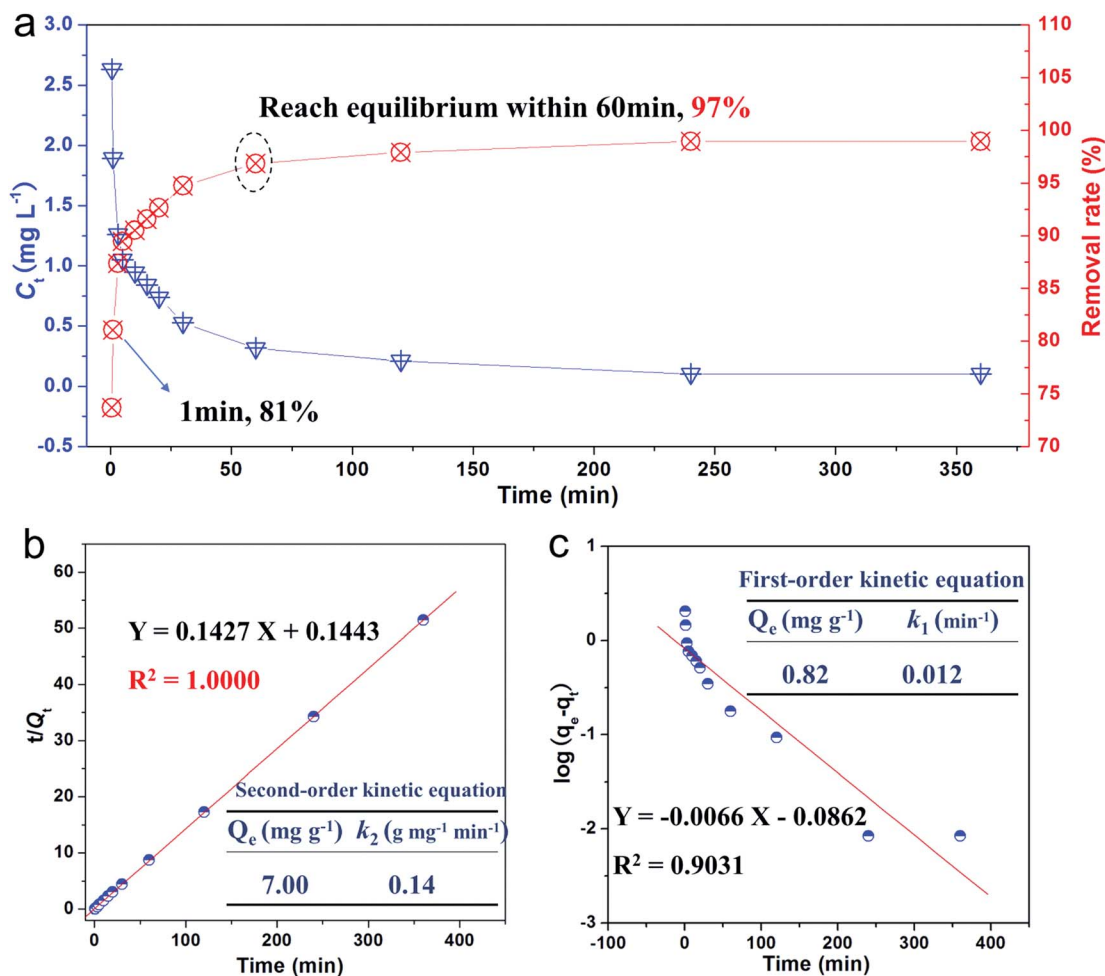 a
3.0
2.5
2.0
1.5
1.0
0.5
0.0
-0.5
Cₜ (mg L⁻¹)
110
105
100
95
90
85
80
75
70
Removal rate (%)
Reach equilibrium within 60min, 97%
1min, 81%
0 50 100 150 200 250 300 350
Time (min)
b
60
50
40
30
20
10
0
t/Qₜ
Y = 0.1427 X + 0.1443
R² = 1.0000
Second-order kinetic equation
Qₑ (mg g⁻¹) k₂ (g mg⁻¹ min⁻¹)
7.00 0.14
0 100 200 300 400
Time (min)
c
1
0
-1
-2
-3
log (qₑ-qₜ)
First-order kinetic equation
Qₑ (mg g⁻¹) k₁ (min⁻¹)
0.82 0.012
Y = -0.0066 X - 0.0862
R² = 0.9031
-100 0 100 200 300 400
Time (min)